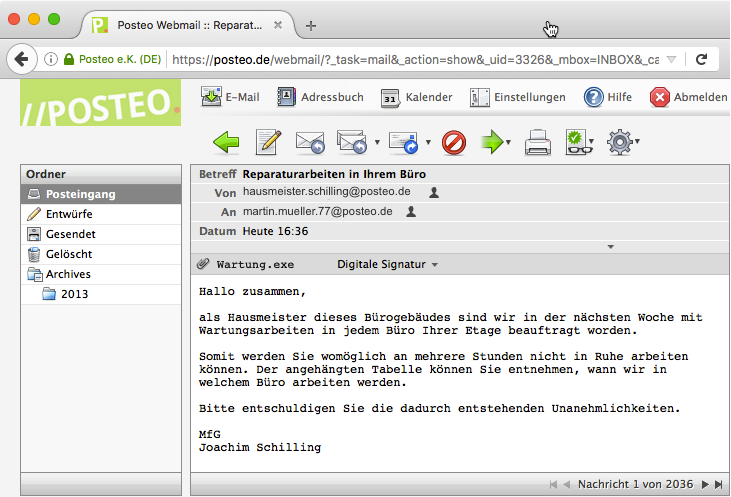 Posteo Webmail :: Reparat...
Posteo e.K. (DE) https://posteo.de/webmail/?_task=mail&_action=show&_uid=3326&_mbox=INBOX&_ca
//POSTEO. E-Mail Adressbuch 31 Kalender Einstellungen Hilfe Abmelden
Ordner
Posteingang
Entwürfe
Gesendet
Gelöscht
Archives
2013
Betreff Reparaturarbeiten in Ihrem Büro
Von hausmeister.schilling@posteo.de
An martin.mueller.77@posteo.de
Datum Heute 16:36
Wartung.exe Digitale Signatur
Hallo zusammen,
als Hausmeister dieses Bürogebäudes sind wir in der nächsten Woche mit
Wartungsarbeiten in jedem Büro Ihrer Etage beauftragt worden.
Somit werden Sie womöglich an mehrere Stunden nicht in Ruhe arbeiten
können. Der angehängten Tabelle können Sie entnehmen, wann wir in
welchem Büro arbeiten werden.
Bitte entschuldigen Sie die dadurch entstehenden Unanehmlichkeiten.
MfG
Joachim Schilling
Nachricht 1 von 2036